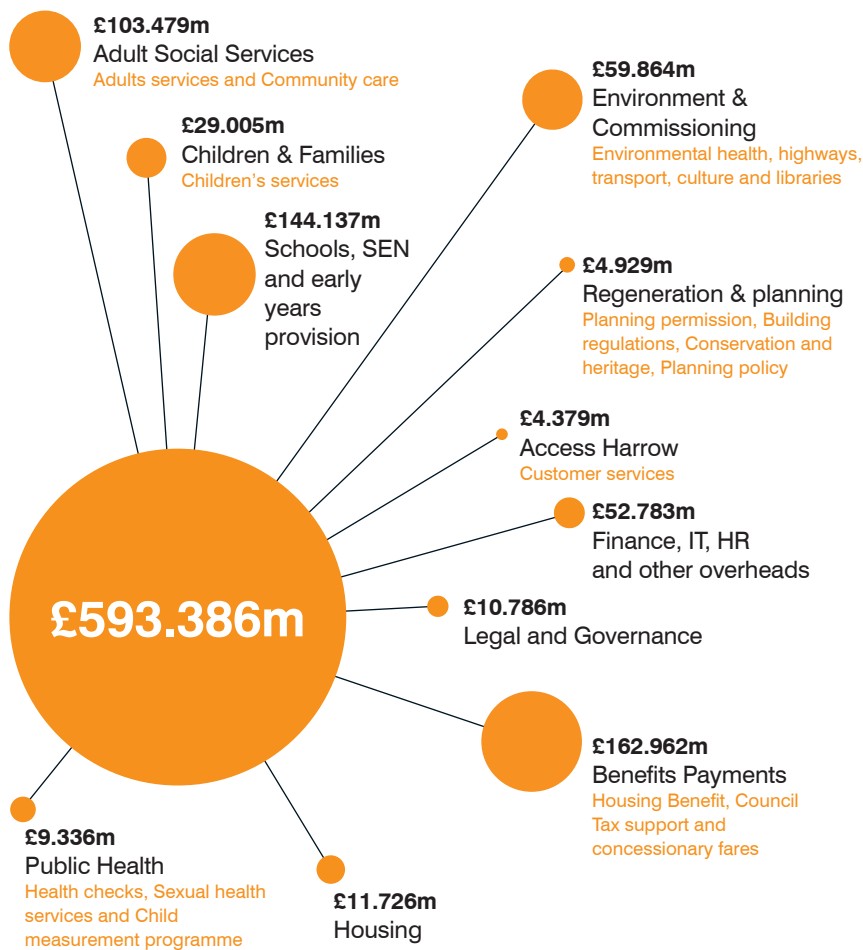 £103.479m
Adult Social Services
Adults services and Community care
£29.005m
Children & Families
Children's services
£144.137m
Schools, SEN
and early
years
provision
£59.864m
Environment &
Commissioning
Environmental health, highways,
transport, culture and libraries
£4.929m
Regeneration & planning
Planning permission, Building
regulations, Conservation and
heritage, Planning policy
£4.379m
Access Harrow
Customer services
£52.783m
Finance, IT, HR
and other overheads
£593.386m
£10.786m
Legal and Governance
£162.962m
Benefits Payments
Housing Benefit, Council
Tax support and
concessionary fares
£9.336m
Public Health
Health checks, Sexual health
services and Child
measurement programme
£11.726m
Housing